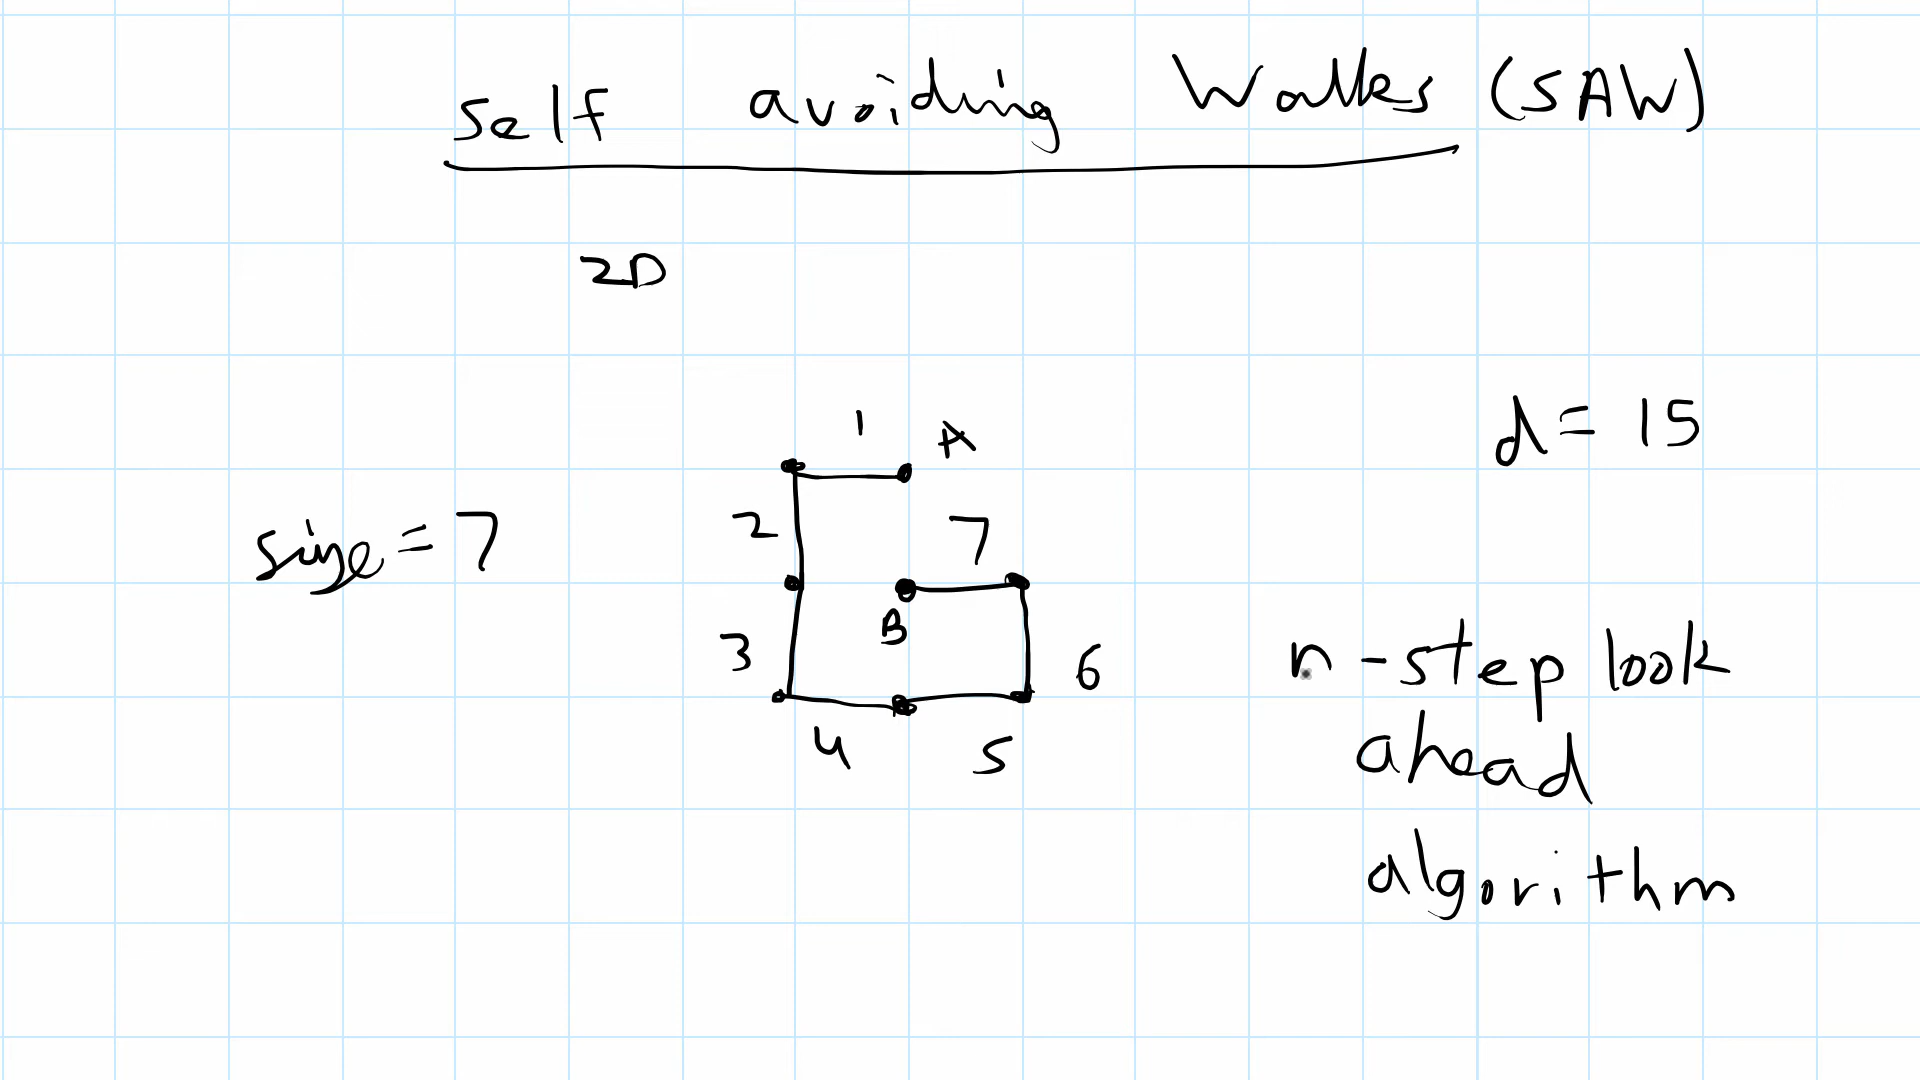 self avoiding Walks (SAW)
2D
d = 15
1 A
size = 7
2 7
B
3 6
4 5
n-step look
ahead
algorithm